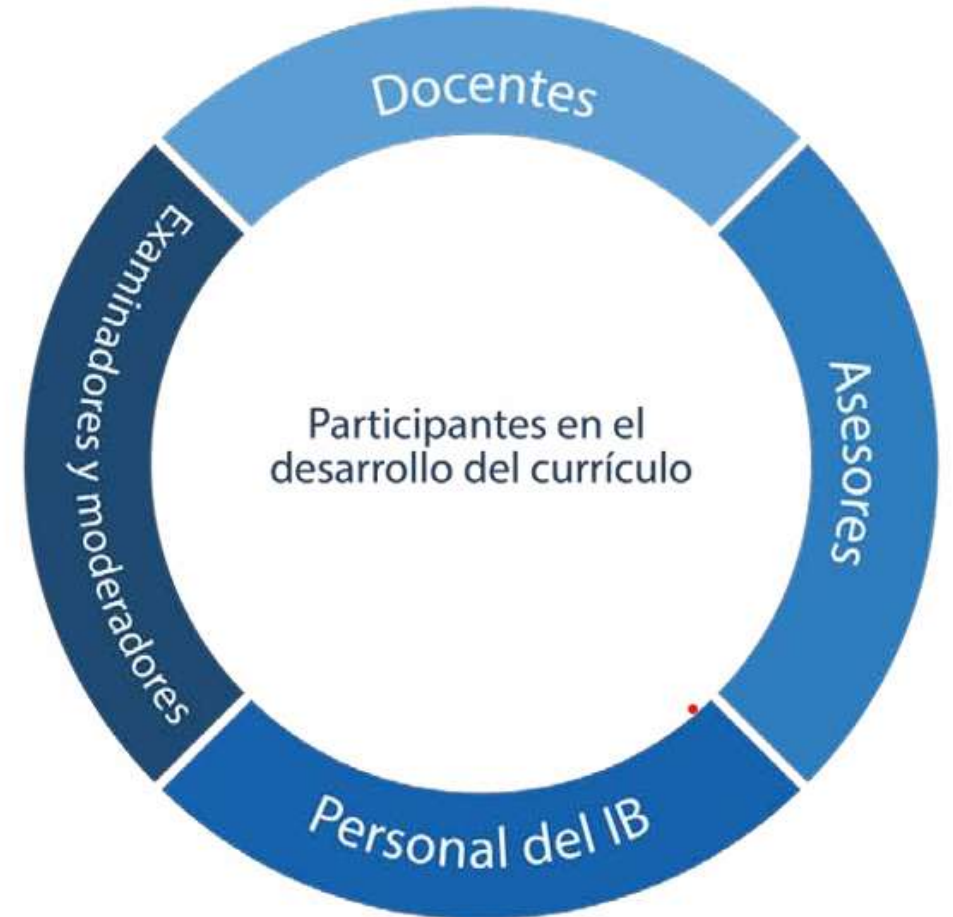 Docentes
Asesores
Personal del IB
Examinadores y moderadores
Participantes en el
desarrollo del currículo